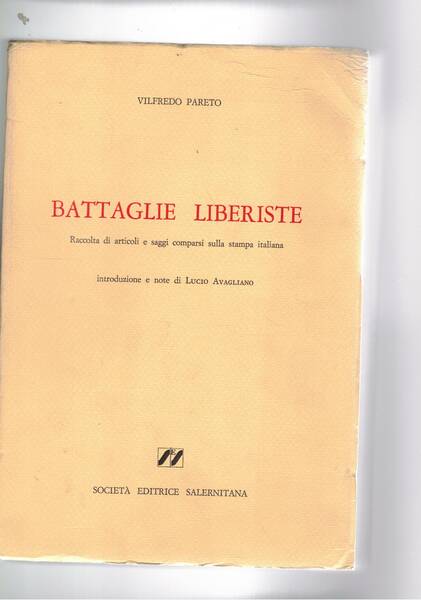 VILFREDO PARETO
BATTAGLIE LIBERISTE
Raccolta di articoli e saggi comparsi sulla stampa italiana
introduzione e note di LUCIO AVAGLIANO
SOCIETÀ EDITRICE SALERNITANA